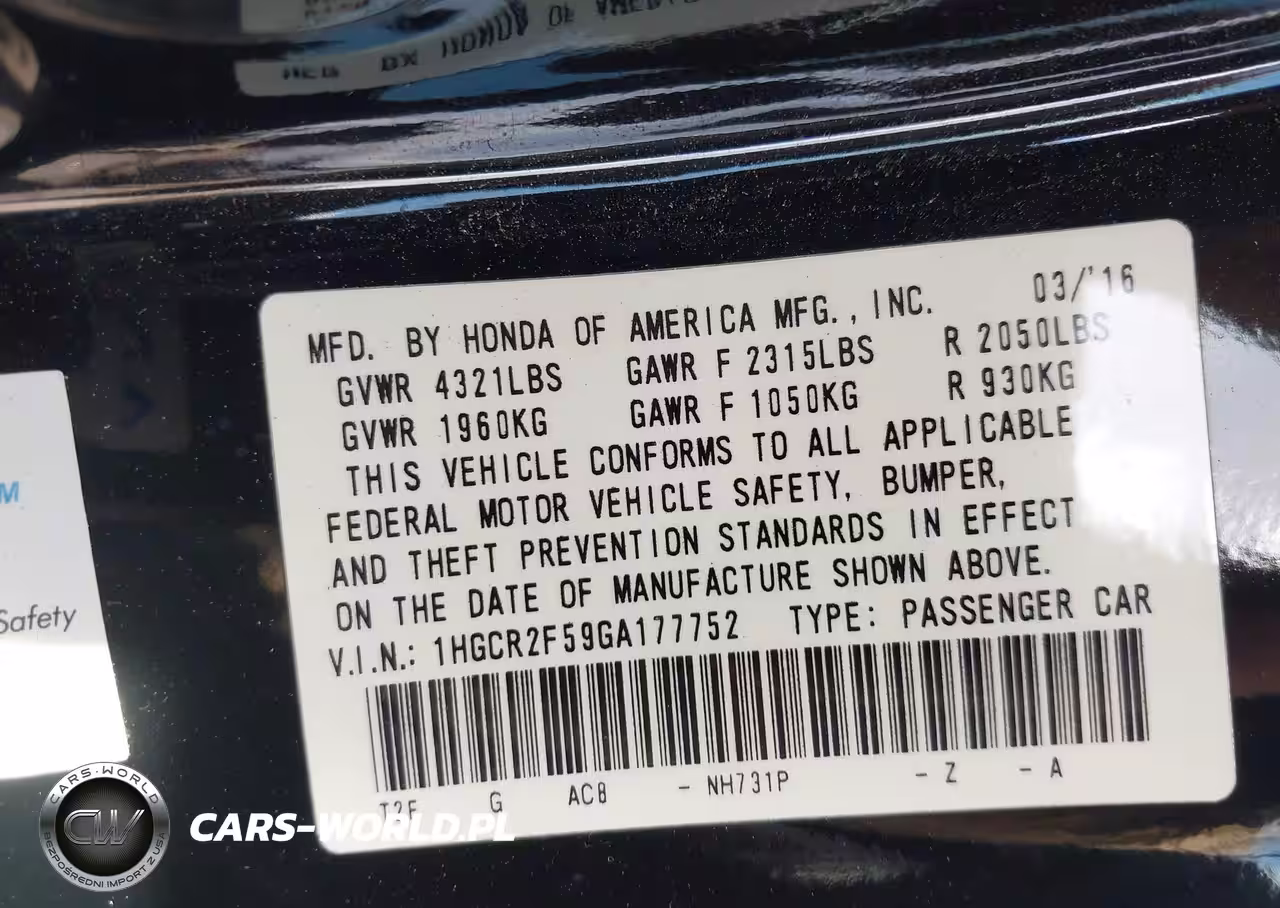 MFD. BY HONDA OF AMERICA MFG., INC. 03/'16
GVWR 4321LBS GAWR F 2315LBS R 2050LBS
GVWR 1960KG GAWR F 1050KG R 930KG
THIS VEHICLE CONFORMS TO ALL APPLICABLE
FEDERAL MOTOR VEHICLE SAFETY, BUMPER,
AND THEFT PREVENTION STANDARDS IN EFFECT
ON THE DATE OF MANUFACTURE SHOWN ABOVE.
V.I.N.: 1HGCR2F59GA177752 TYPE: PASSENGER CAR
T2F G AC8 - NH731P - Z - A
Safety
CARS-WORLD
CW
BEZPOŚREDNI IMPORT Z USA
CARS-WORLD.PL